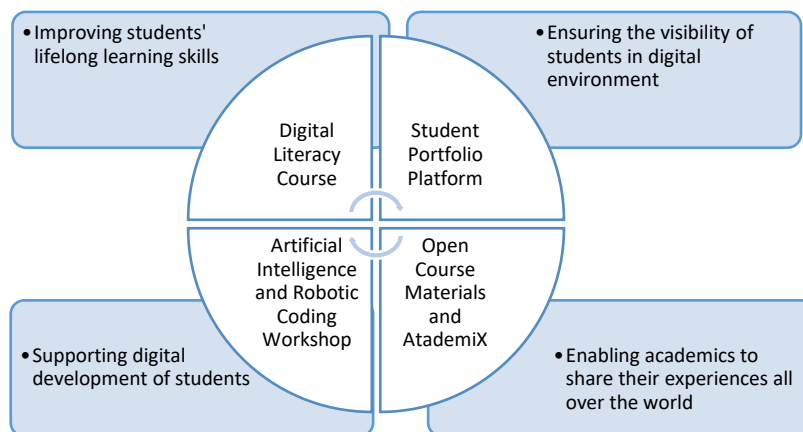 •Improving students'
lifelong learning skills
•Ensuring the visibility of
students in digital
environment
Digital
Literacy
Course
Student
Portfolio
Platform
Artificial
Intelligence
and Robotic
Coding
Workshop
Open
Course
Materials
and
AtademiX
•Supporting digital
development of students
•Enabling academics to
share their experiences all
over the world